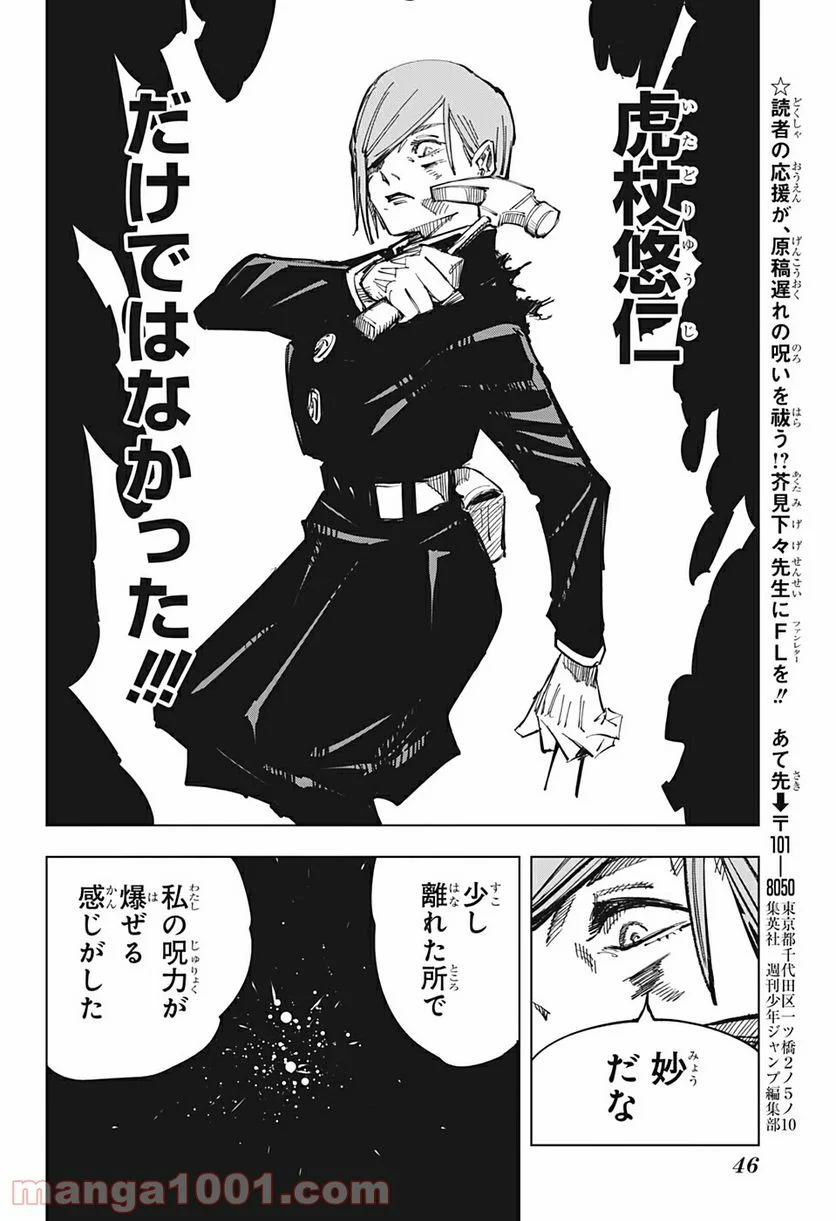 虎杖悠仁
だけではなかった!!!
妙
だな
少し
離れた所で
私の呪力が
爆ぜる
感じがした
☆読者の応援が、原稿遅れの呪いを祓う!?芥見下々先生にFLを!! あて先➡〒101―8050 東京都千代田区一ツ橋2ノ5ノ10
集英社 週刊少年ジャンプ編集部
46
manga1001.com